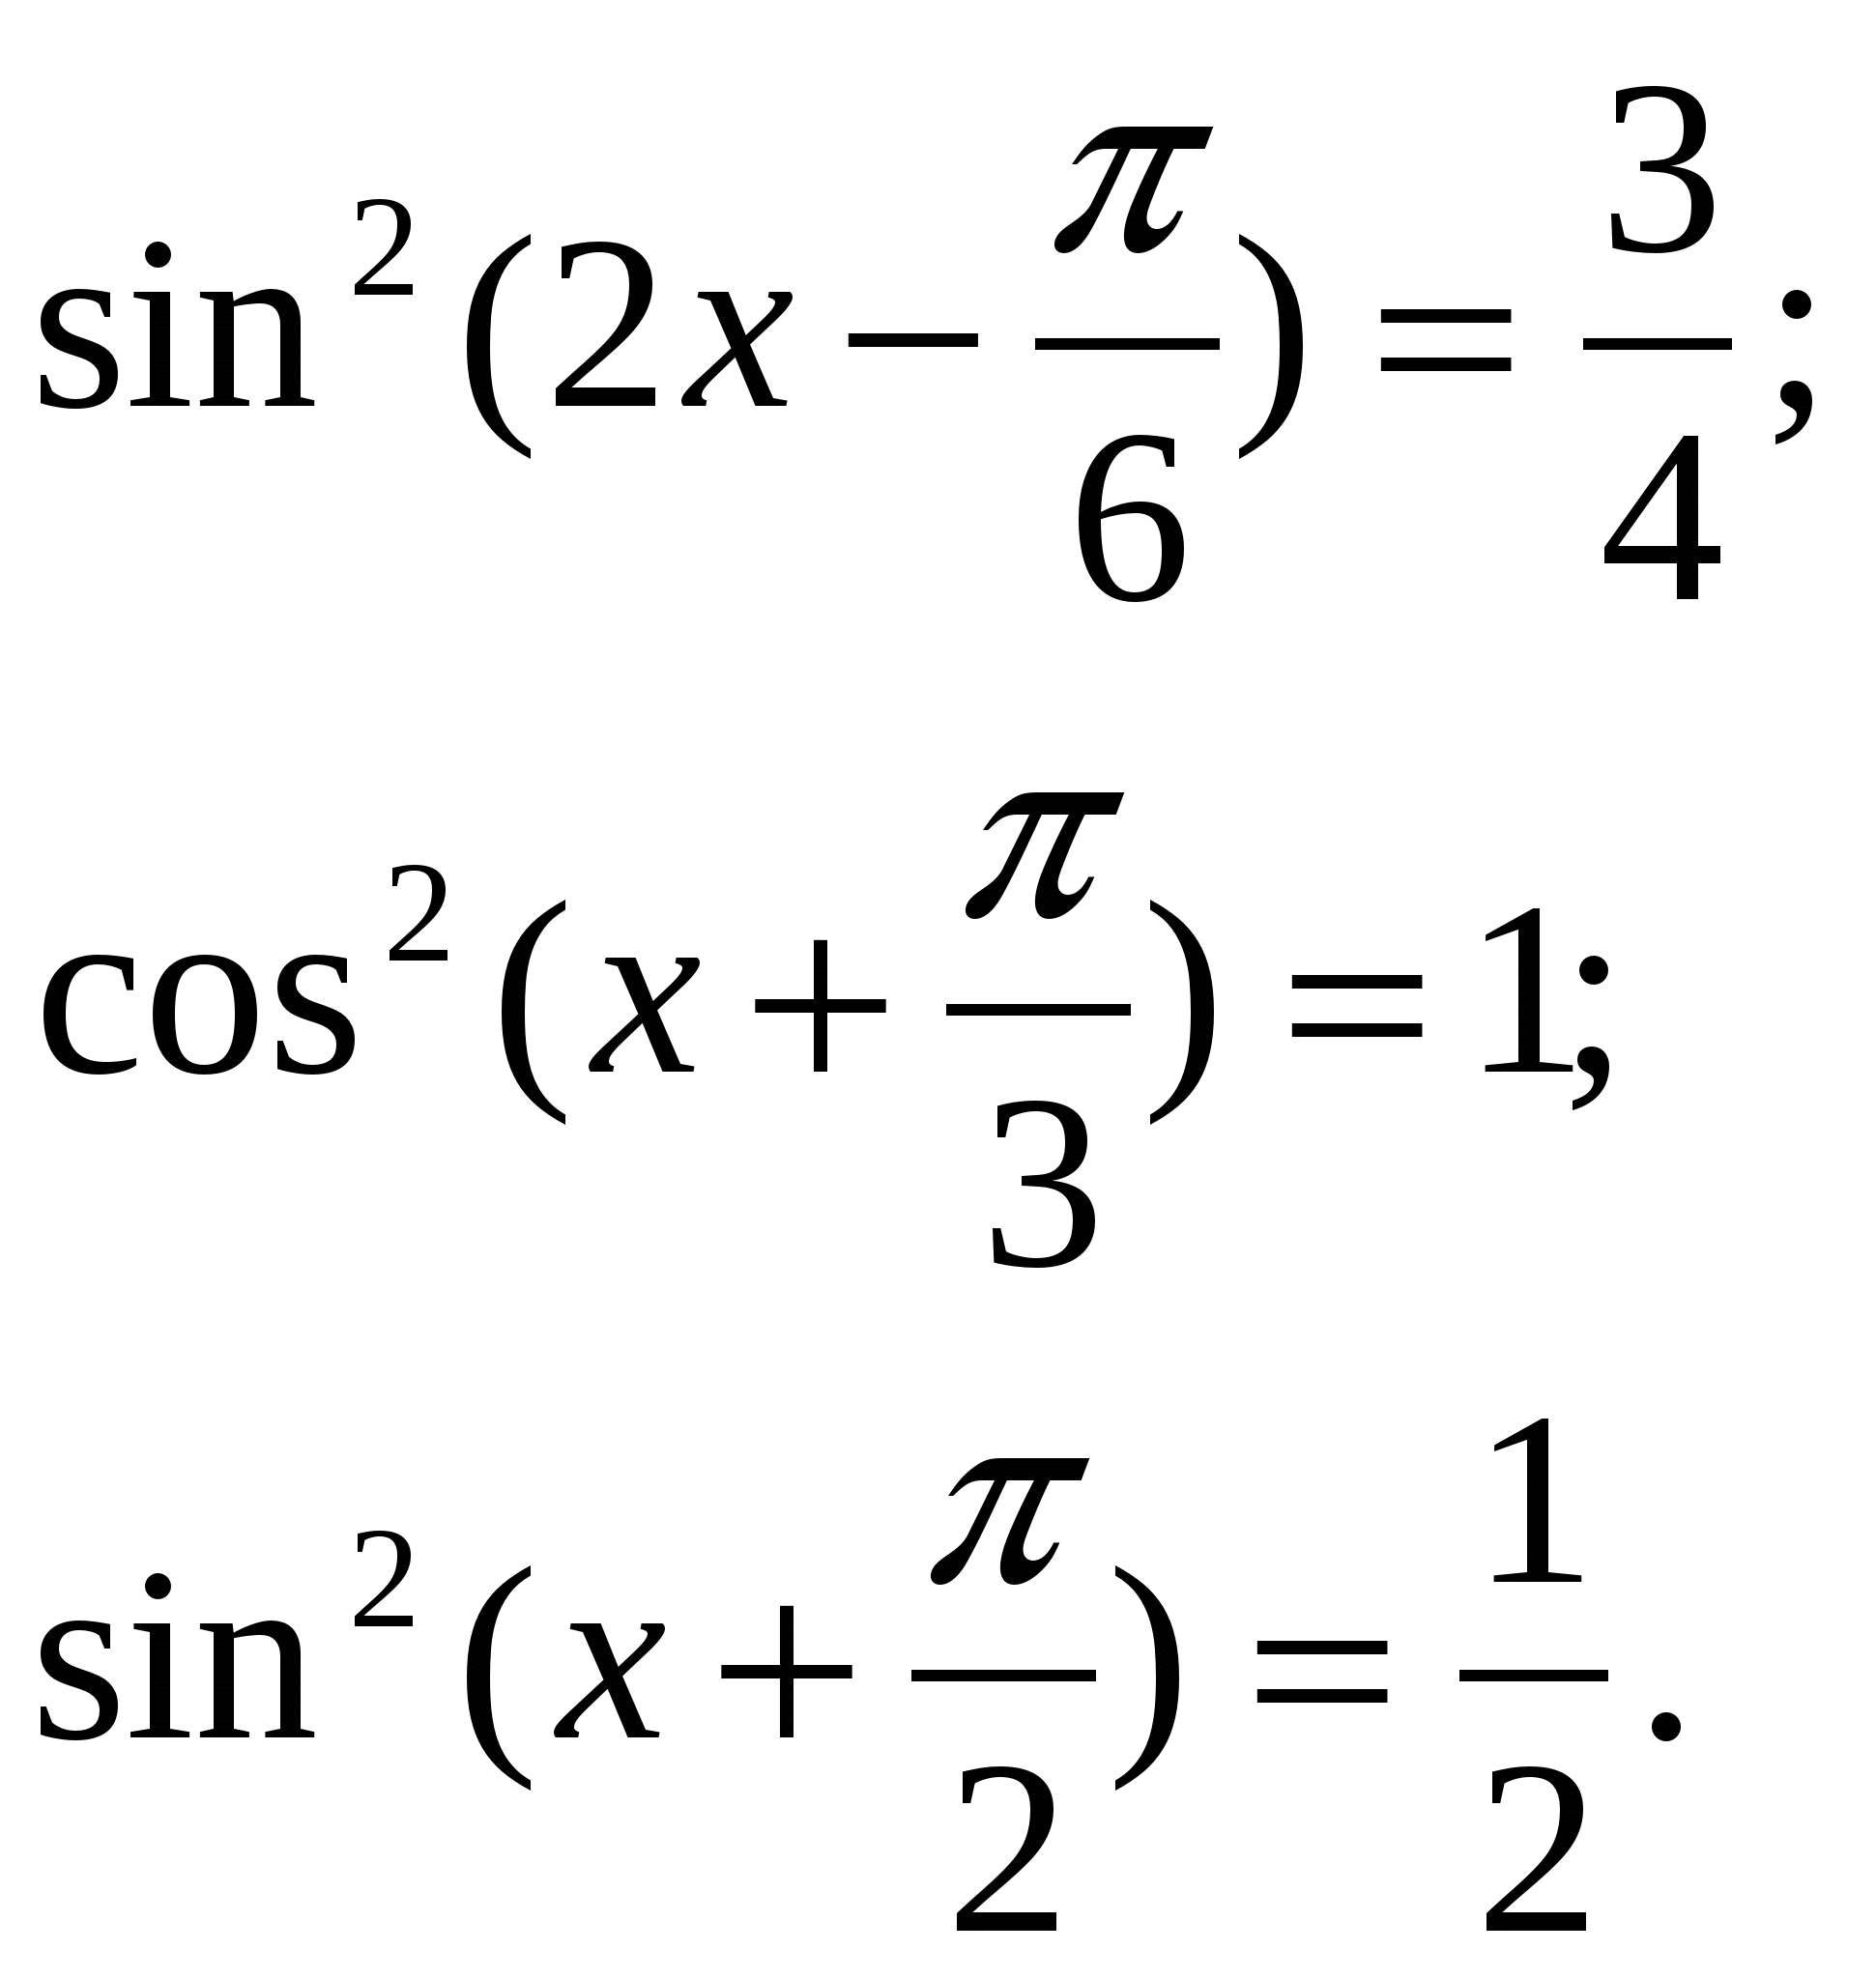 sin² (2x − π/6) = 3/4;
cos² (x + π/3) = 1;
sin² (x + π/2) = 1/2.